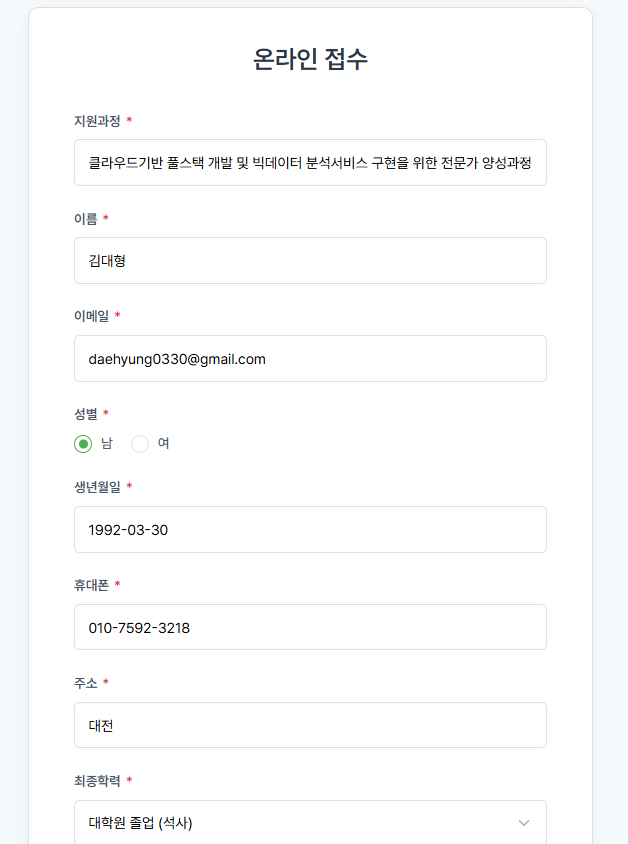 온라인 접수
지원과정 *
클라우드기반 풀스택 개발 및 빅데이터 분석서비스 구현을 위한 전문가 양성과정
이름 *
김대형
이메일 *
daehyung0330@gmail.com
성별 *
남 여
생년월일 *
1992-03-30
휴대폰 *
010-7592-3218
주소 *
대전
최종학력 *
대학원 졸업 (석사)